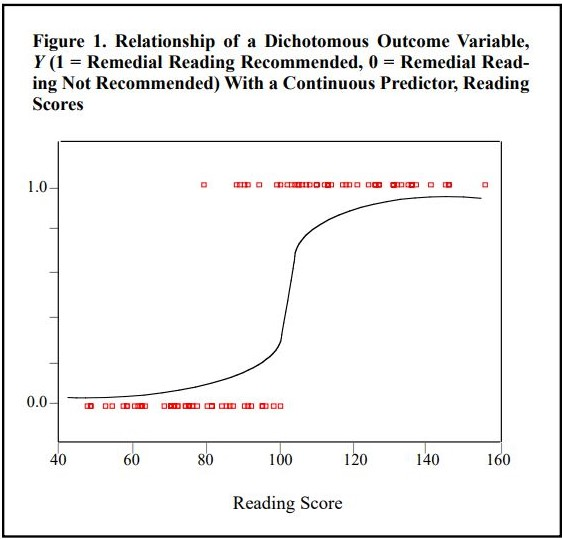 Figure 1. Relationship of a Dichotomous Outcome Variable,
Y (1 = Remedial Reading Recommended, 0 = Remedial Read-
ing Not Recommended) With a Continuous Predictor, Reading
Scores
1.0
0.0
40 60 80 100 120 140 160
Reading Score